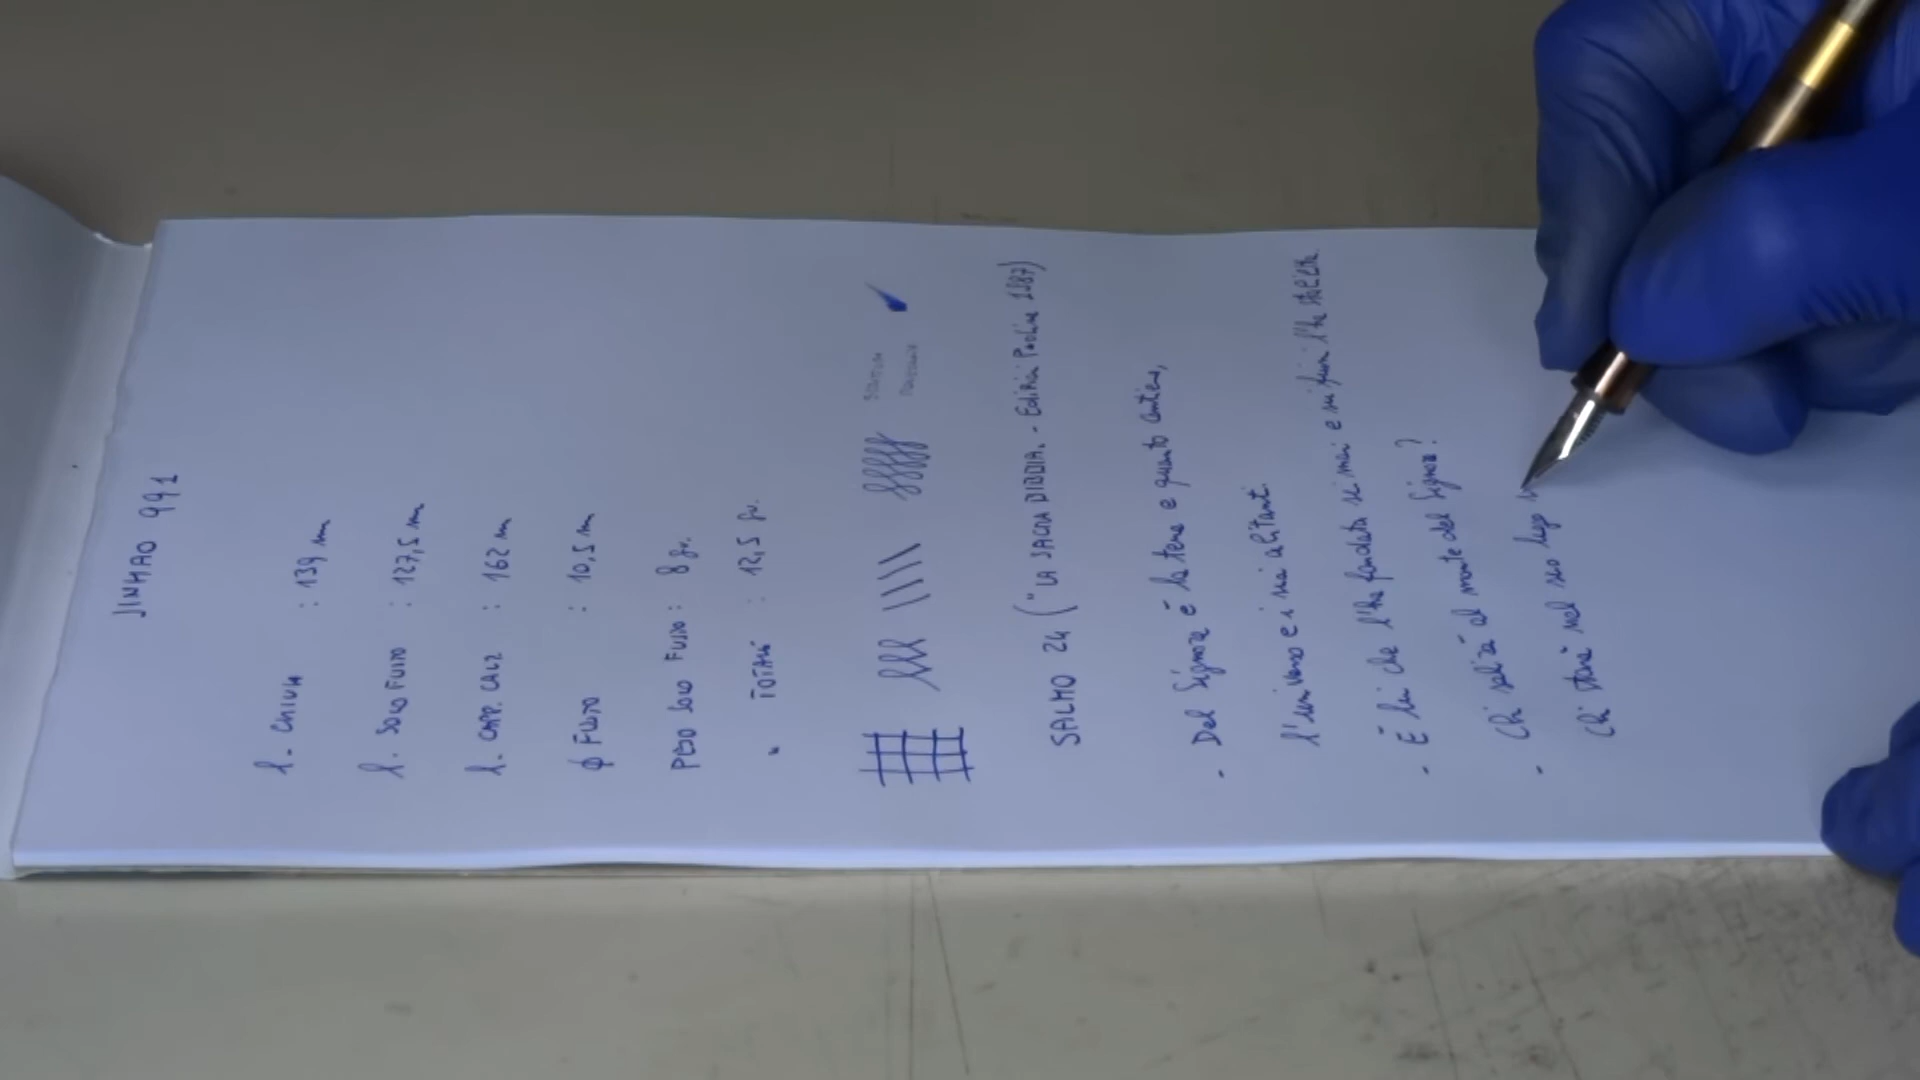 JINHAO 991
l. CHIUSA : 139 mm
l. SOLO FUSTO : 127,5 mm
l. CAPP. CALZ : 162 mm
ϕ FUSTO : 10,5 mm
PESO SOLO FUSTO : 8 gr.
" TOTALE : 12,5 gr.
SCRITTURA
SALMO 24 ("LA SACRA BIBBIA. - Edizioni Paoline 1987)
- Del Signore è la terra e quanto contiene,
l'universo e i suoi abitanti.
- È lui che l'ha fondata sui mari e sui fiumi l'ha stabilita
- Chi salirà al monte del Signore?
Chi starà nel suo luogo